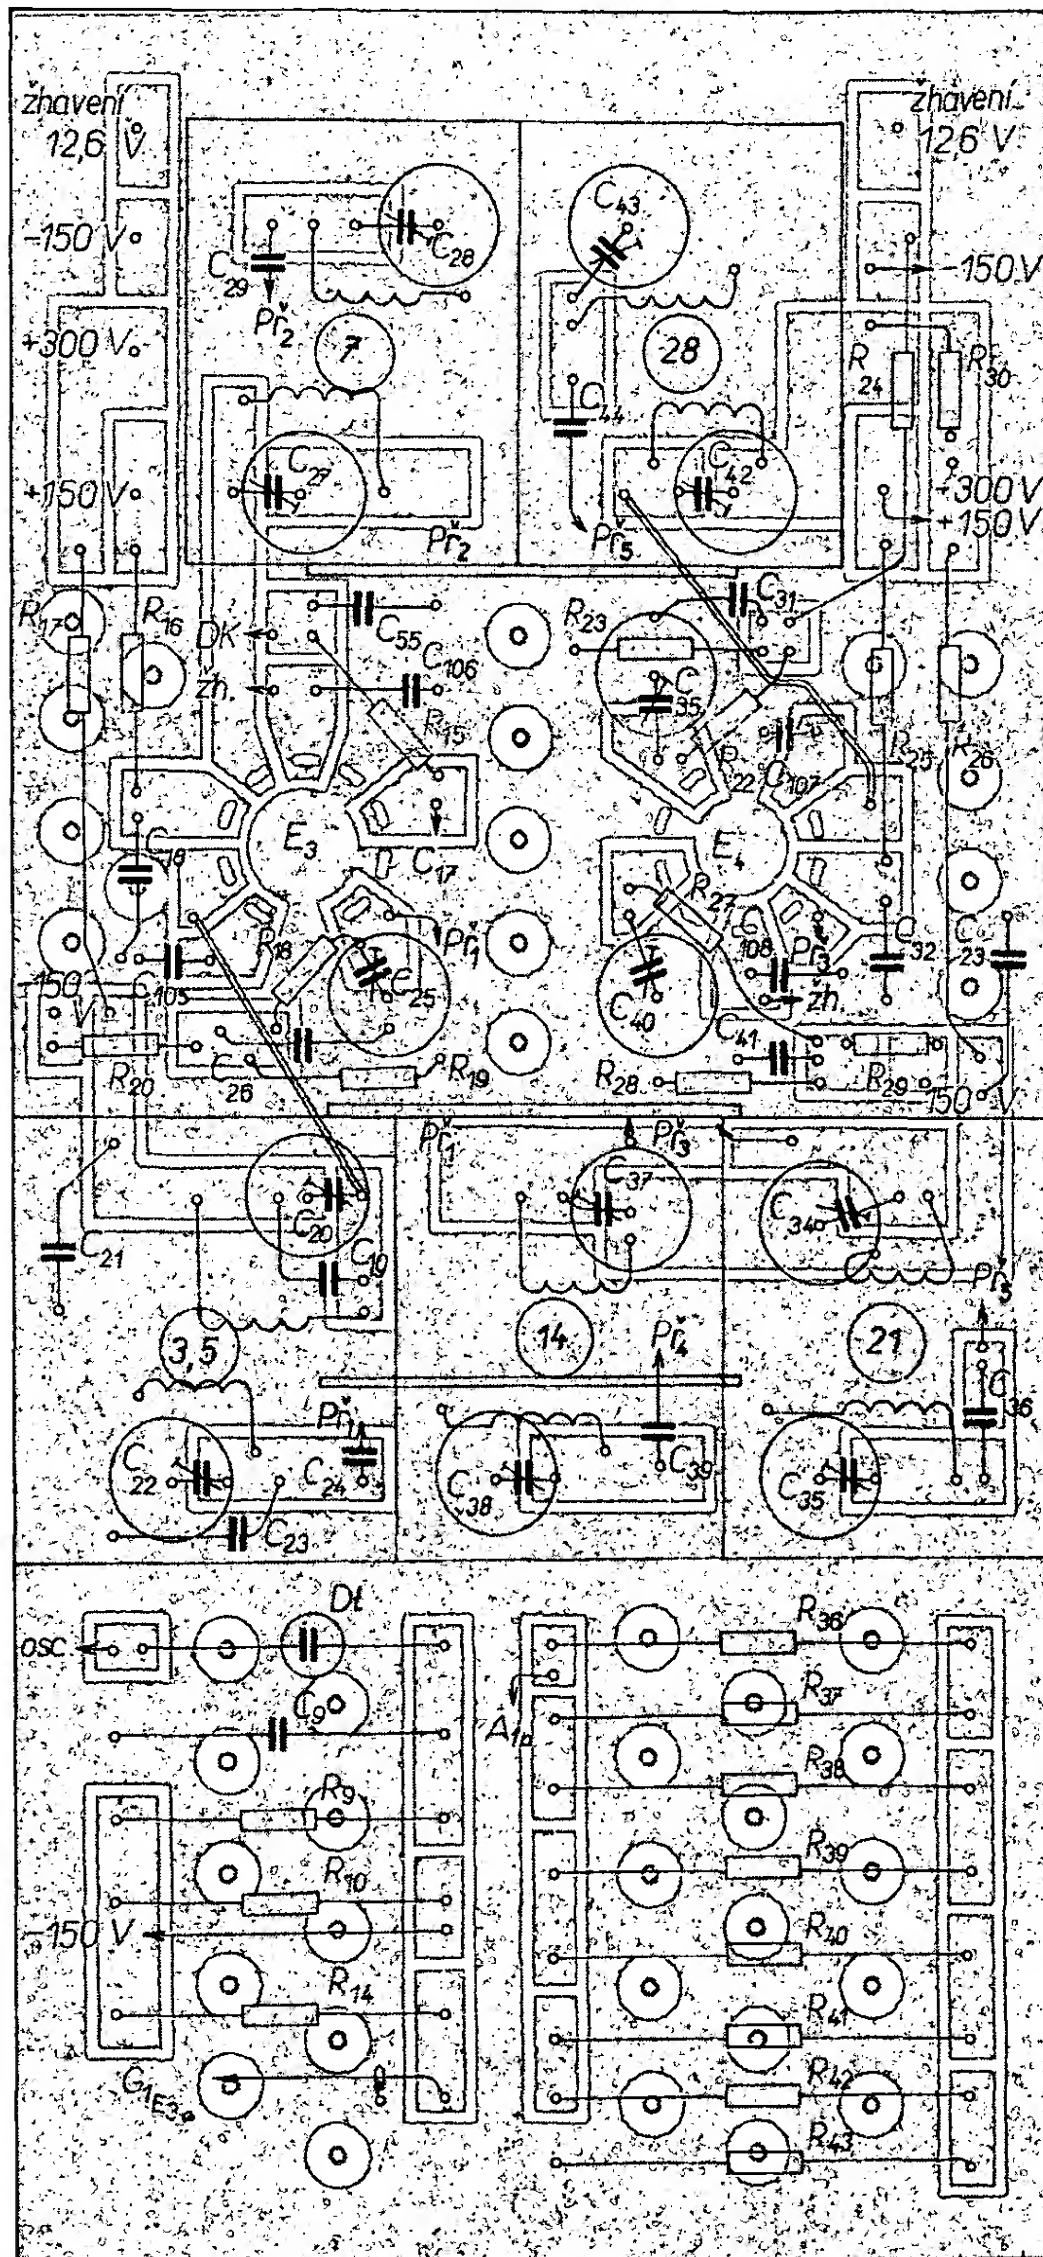 žhavení
12,6 V
žhavení
12,6 V
C43
-150 V
C28
C29
-150 V
Př2
+300 V
7
28
R24
R30
C44
C27
C42
+150 V
-300 V
+150 V
Př2
Př5
R17
R16
DK
C55
C106
R23
C31
žh.
R15
C35
R22
C107
R25
R26
E3
E4
C18
C17
R27
R18
Př1
C108
Př3
C32
C23
-150 V
C105
C25
C40
žh.
C41
R20
C26
R19
R28
R29
-150 V
Př1
Př3
C37
C20
C34
C21
C19
Př5
3,5
14
Př4
21
C36
Př1
C22
C24
C38
C39
C35
C23
Dt
osc
R36
C9
A1p
R37
R9
R38
R10
R39
-150 V
R40
R14
R41
G1E3
R42
R43